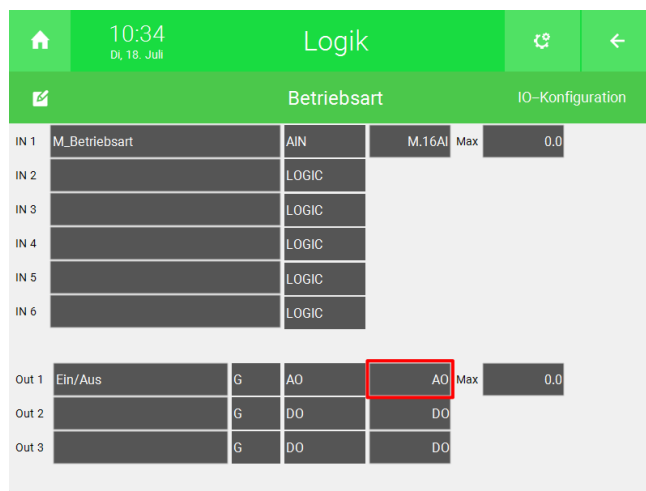 10:34
Logik
Di, 18. Juli
Betriebsart
IO-Konfiguration
IN 1 M_Betriebsart AIN M.16AI Max 0.0
IN 2 LOGIC
IN 3 LOGIC
IN 4 LOGIC
IN 5 LOGIC
IN 6 LOGIC
Out 1 Ein/Aus G AO AO Max 0.0
Out 2 G DO DO
Out 3 G DO DO